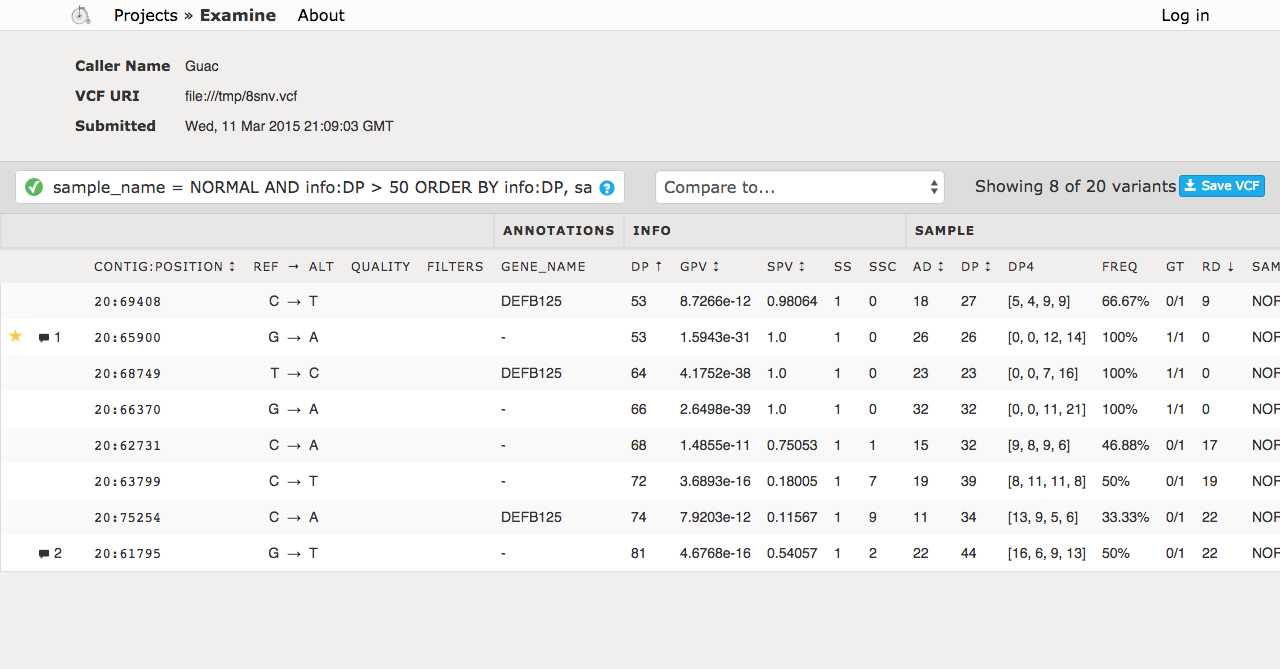 Projects » Examine About Log in
Caller Name Guac
VCF URI file:///tmp/8snv.vcf
Submitted Wed, 11 Mar 2015 21:09:03 GMT
sample_name = NORMAL AND info:DP > 50 ORDER BY info:DP, sa ? Compare to... Showing 8 of 20 variants Save VCF
ANNOTATIONS INFO SAMPLE
CONTIG:POSITION ↕ REF → ALT QUALITY FILTERS GENE_NAME DP ↑ GPV ↕ SPV ↕ SS SSC AD ↕ DP ↕ DP4 FREQ GT RD ↓ SAM
20:69408 C → T DEFB125 53 8.7266e-12 0.98064 1 0 18 27 [5, 4, 9, 9] 66.67% 0/1 9 NOR
1 20:65900 G → A - 53 1.5943e-31 1.0 1 0 26 26 [0, 0, 12, 14] 100% 1/1 0 NOR
20:68749 T → C DEFB125 64 4.1752e-38 1.0 1 0 23 23 [0, 0, 7, 16] 100% 1/1 0 NOR
20:66370 G → A - 66 2.6498e-39 1.0 1 0 32 32 [0, 0, 11, 21] 100% 1/1 0 NOR
20:62731 C → A - 68 1.4855e-11 0.75053 1 1 15 32 [9, 8, 9, 6] 46.88% 0/1 17 NOR
20:63799 C → T - 72 3.6893e-16 0.18005 1 7 19 39 [8, 11, 11, 8] 50% 0/1 19 NOR
20:75254 C → A DEFB125 74 7.9203e-12 0.11567 1 9 11 34 [13, 9, 5, 6] 33.33% 0/1 22 NOR
2 20:61795 G → T - 81 4.6768e-16 0.54057 1 2 22 44 [16, 6, 9, 13] 50% 0/1 22 NOR